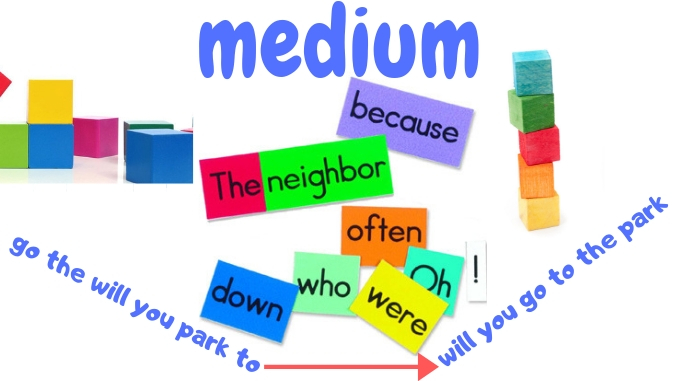 medium
because
The neighbor
often
Oh !
who
down
were
go the will you park to
will you go to the park